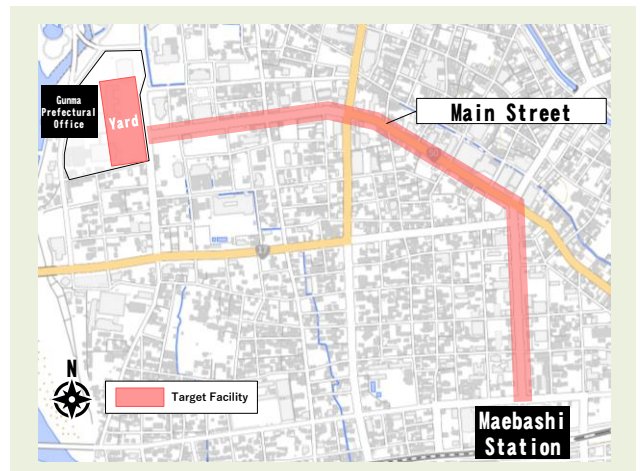 Gunma
Prefectural
Office
Yard
Main Street
N
Target Facility
Maebashi
Station